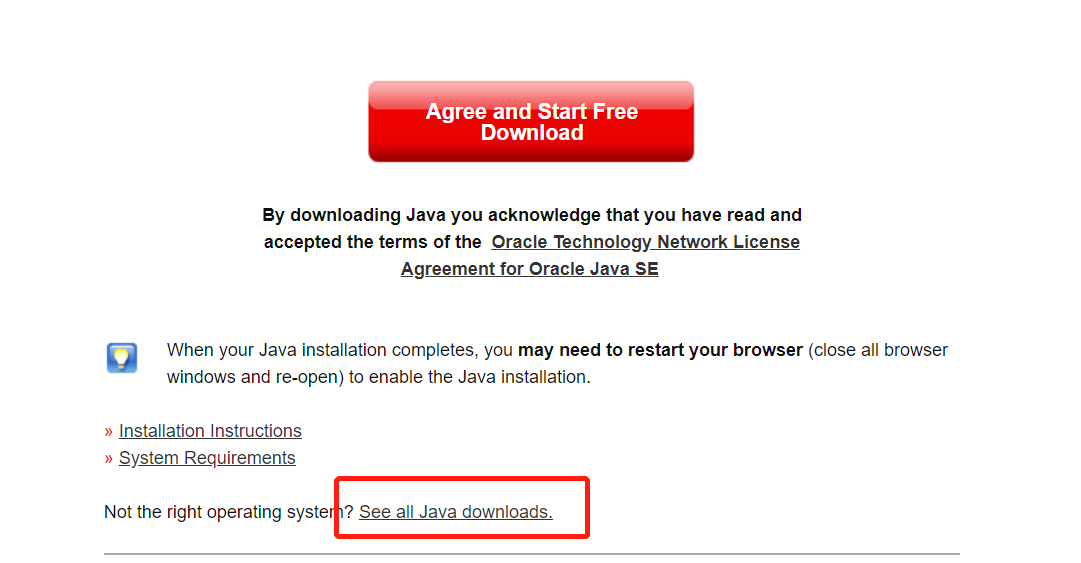 Agree and Start Free
Download
By downloading Java you acknowledge that you have read and
accepted the terms of the Oracle Technology Network License
Agreement for Oracle Java SE
When your Java installation completes, you may need to restart your browser (close all browser
windows and re-open) to enable the Java installation.
» Installation Instructions
» System Requirements
Not the right operating system? See all Java downloads.